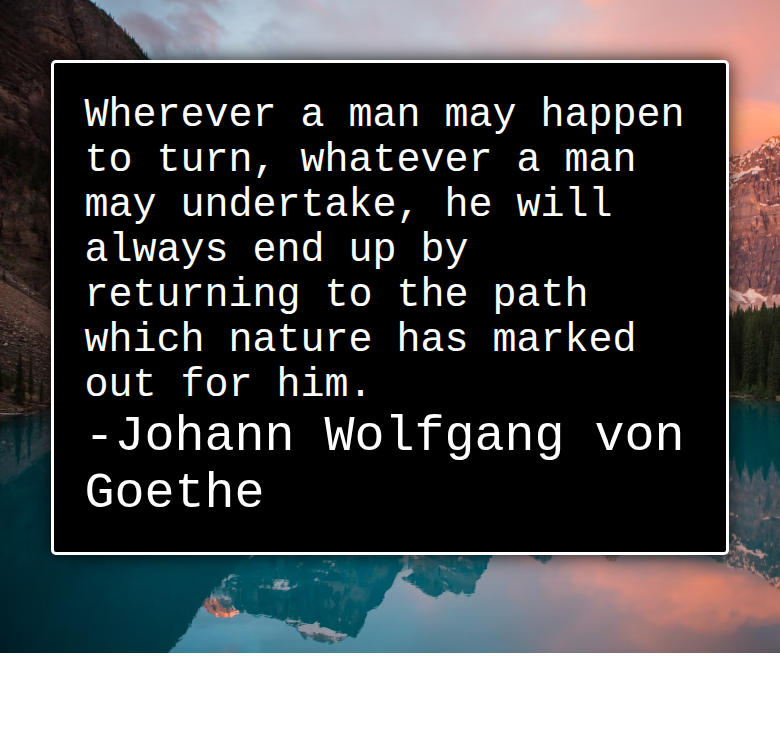 Wherever a man may happen
to turn, whatever a man
may undertake, he will
always end up by
returning to the path
which nature has marked
out for him.
-Johann Wolfgang von
Goethe